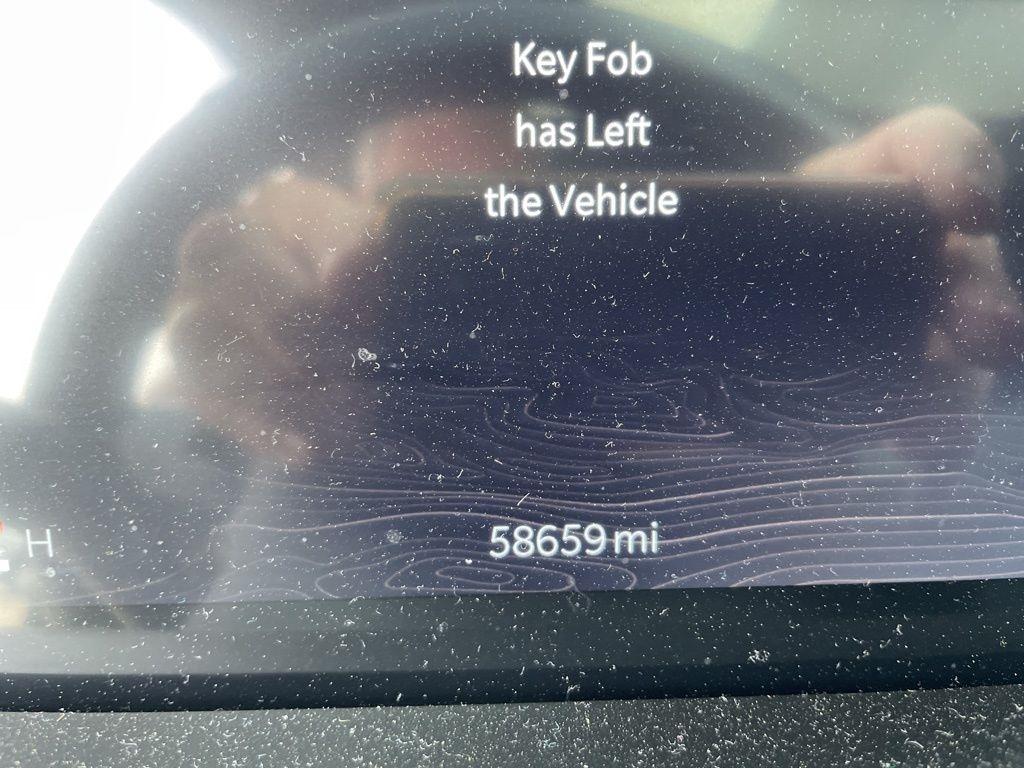 Key Fob
has Left
the Vehicle
H
58659 mi